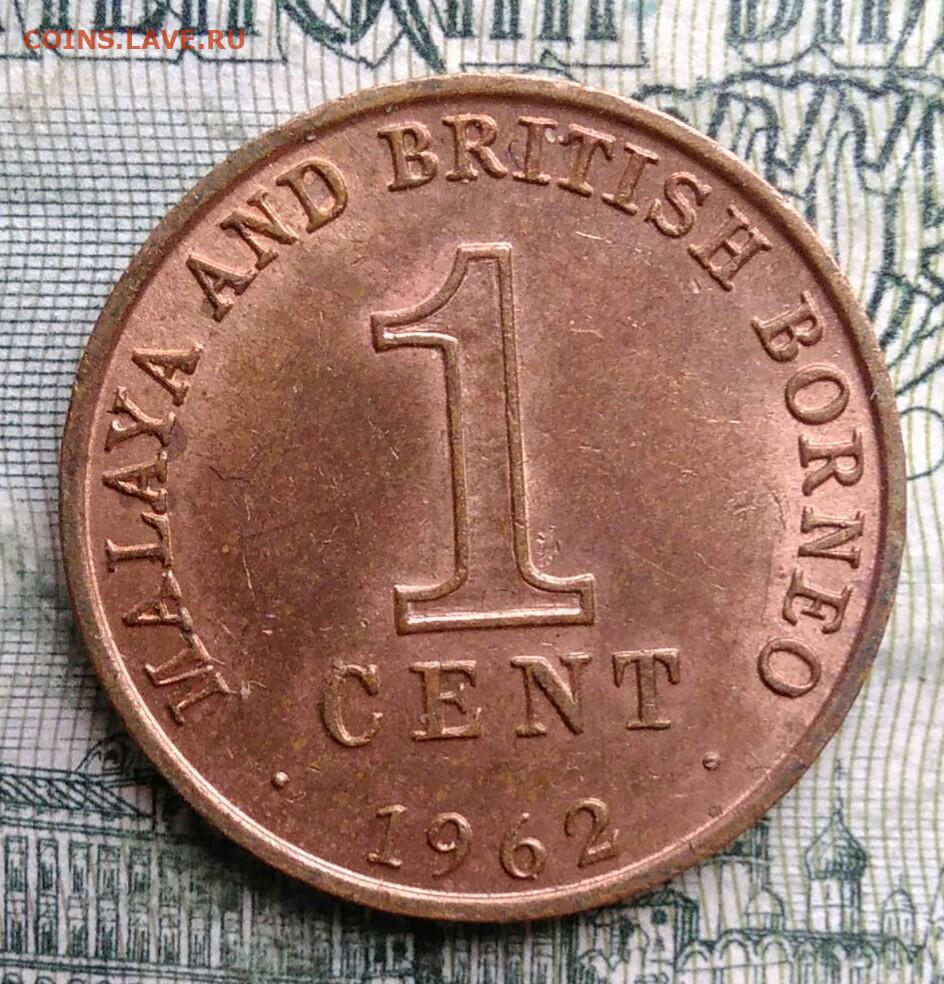 COINS.LAVE.RU
MALAYA AND BRITISH BORNEO
1
CENT
· 1962 ·